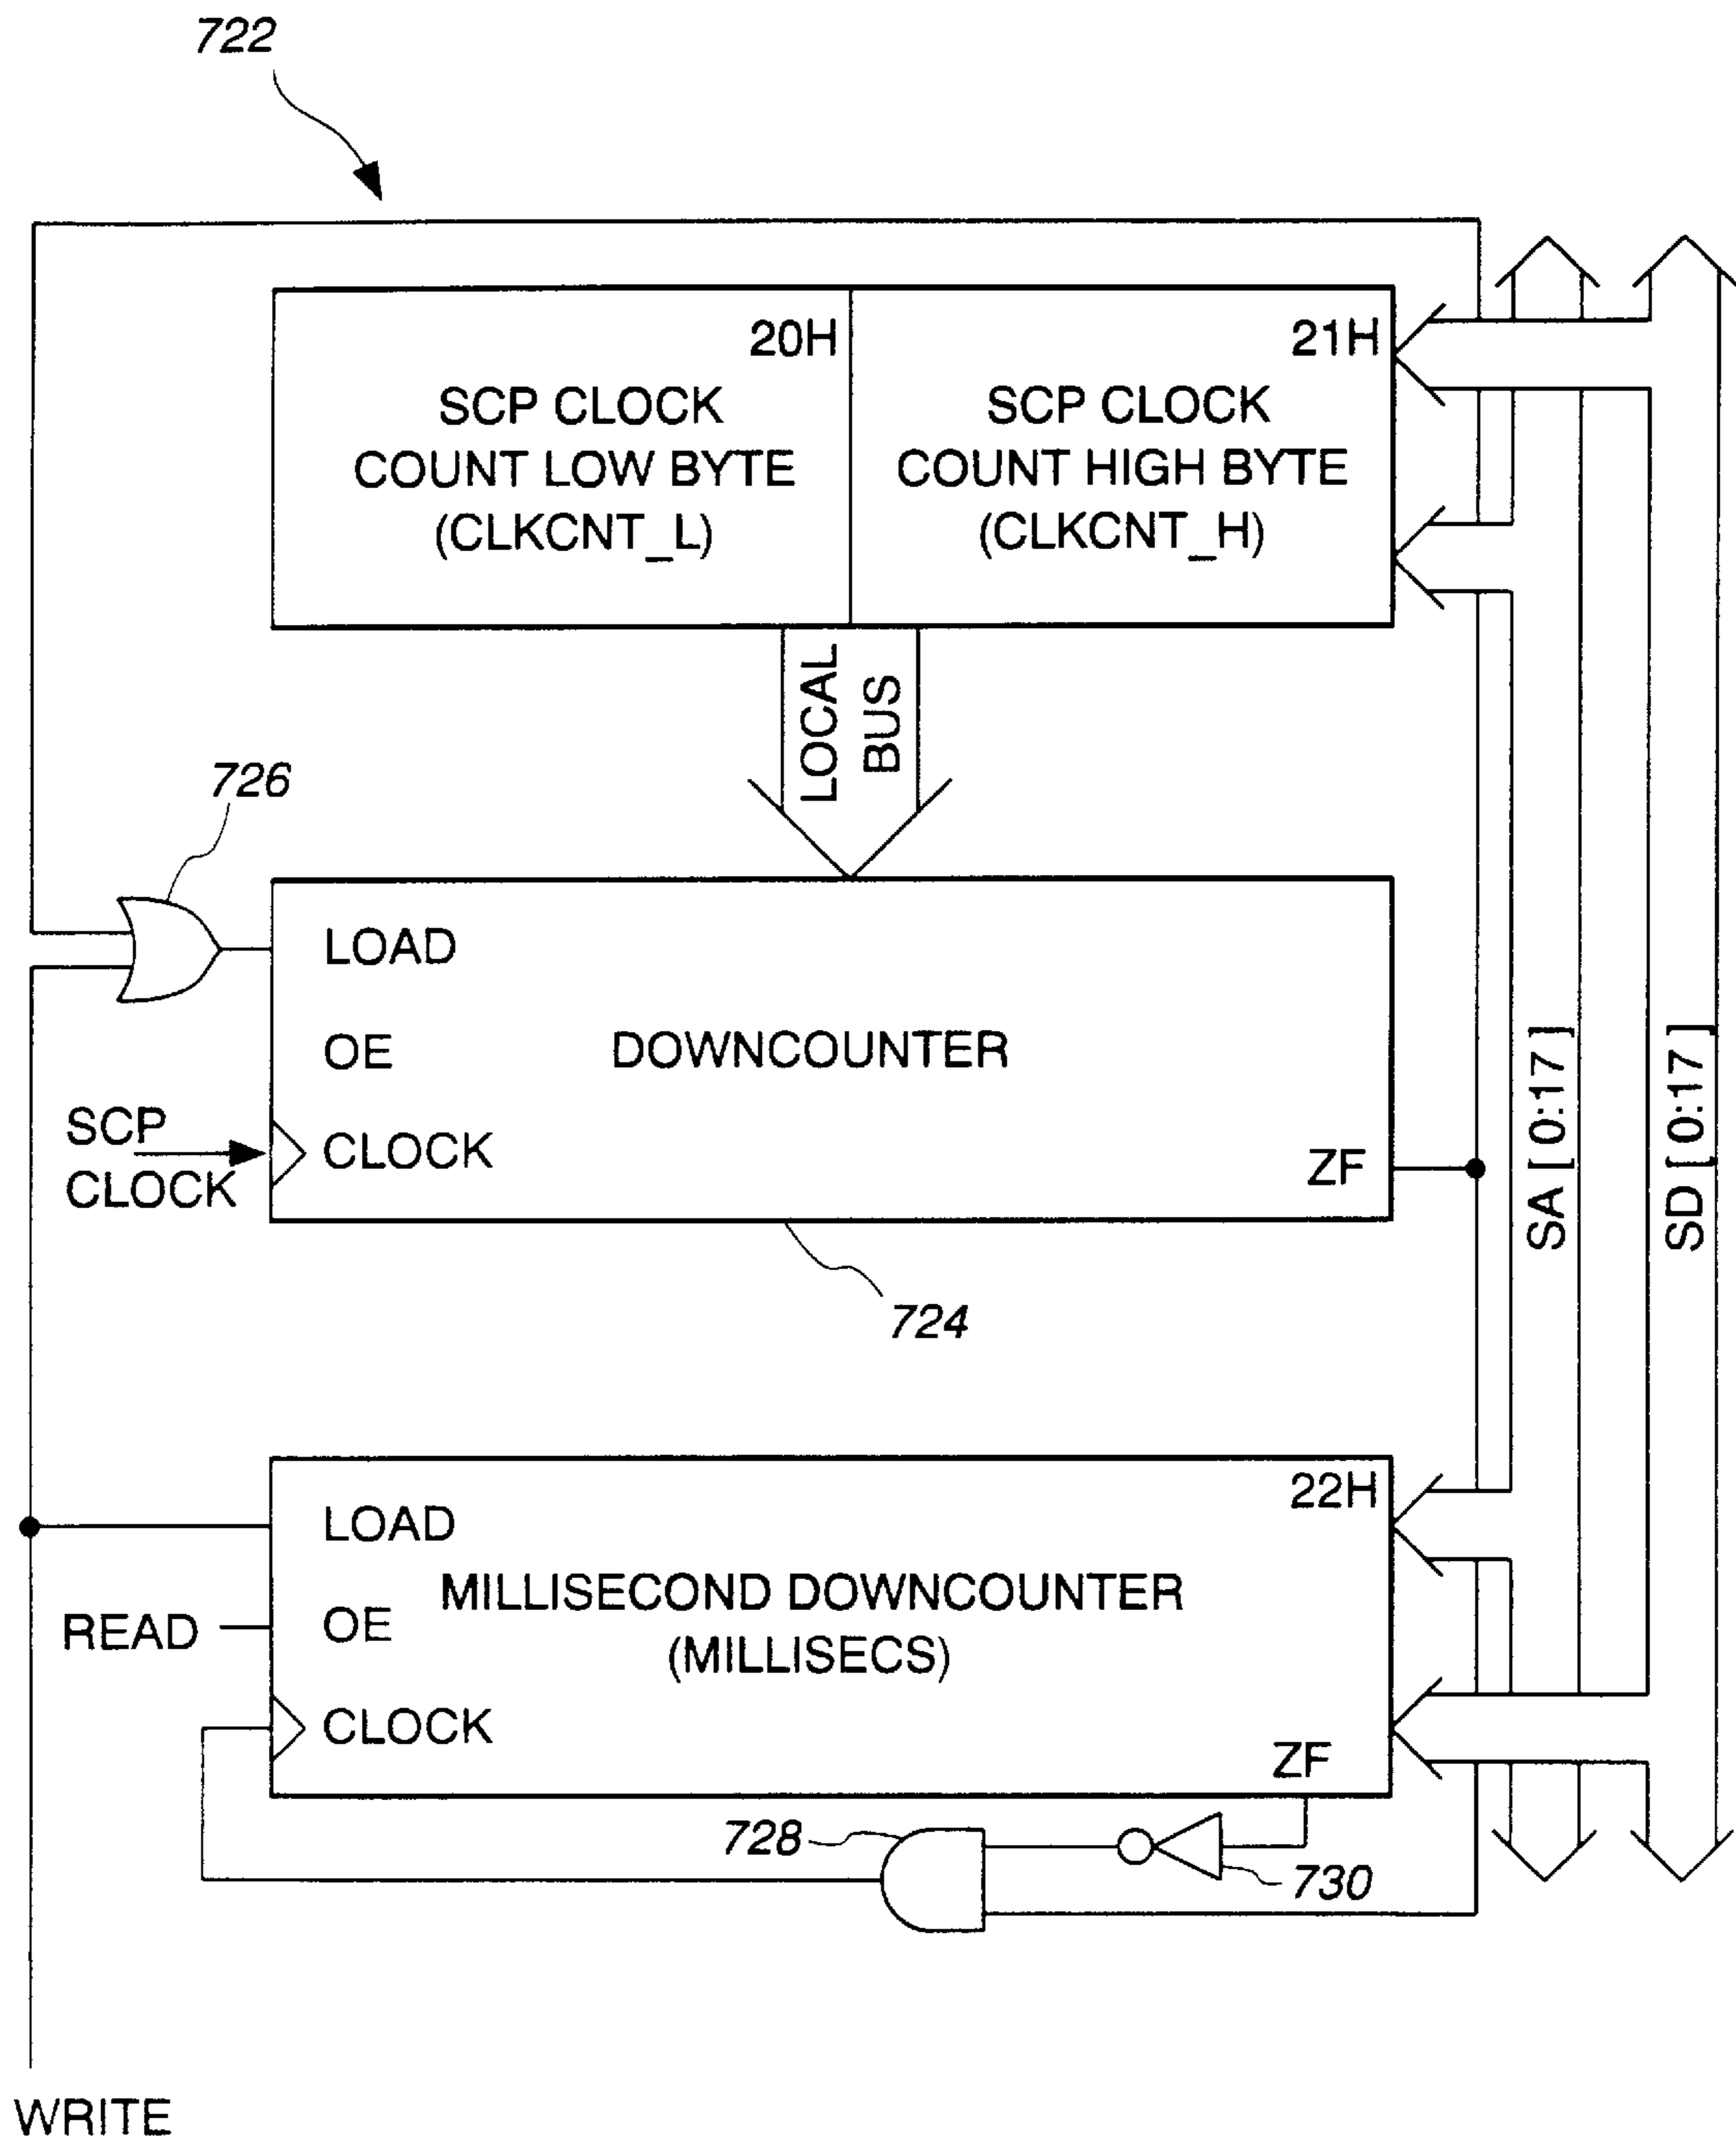 722
20H
SCP CLOCK
COUNT LOW BYTE
(CLKCNT_L)
21H
SCP CLOCK
COUNT HIGH BYTE
(CLKCNT_H)
LOCAL
BUS
726
LOAD
OE
DOWNCOUNTER
SCP
CLOCK
CLOCK
ZF
724
SA [ 0:17 ]
SD [ 0:17 ]
22H
LOAD
MILLISECOND DOWNCOUNTER
(MILLISECS)
READ
OE
CLOCK
ZF
728
730
WRITE